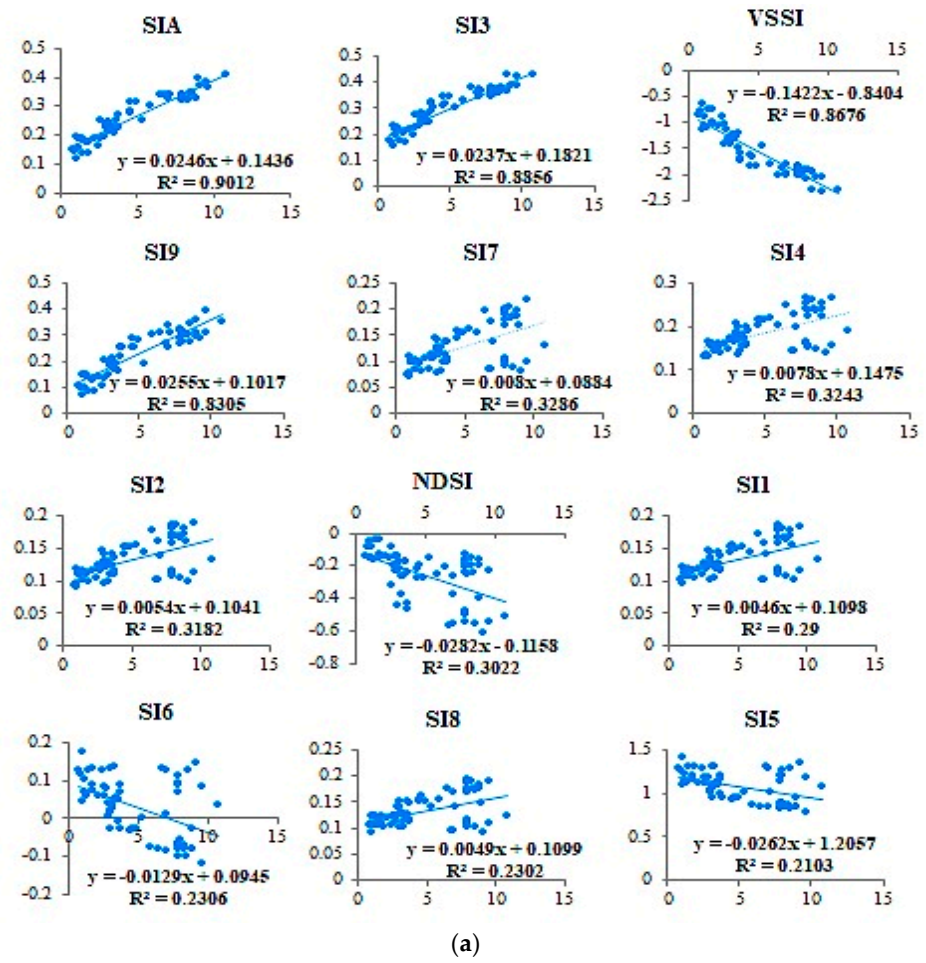 SIA
0.5
0.4
0.3
0.2
0.1
0
y = 0.0246x + 0.1436
R² = 0.9012
0 5 10 15
SI3
0.5
0.4
0.3
0.2
0.1
0
y = 0.0237x + 0.1821
R² = 0.8856
0 5 10 15
VSSI
0 5 10 15
0
-0.5
-1
-1.5
-2
-2.5
y = -0.1422x - 0.8404
R² = 0.8676
SI9
0.5
0.4
0.3
0.2
0.1
0
y = 0.0255x + 0.1017
R² = 0.8305
0 5 10 15
SI7
0.25
0.2
0.15
0.1
0.05
0
y = 0.008x + 0.0884
R² = 0.3286
0 5 10 15
SI4
0.3
0.2
0.1
0
y = 0.0078x + 0.1475
R² = 0.3243
0 5 10 15
SI2
0.2
0.15
0.1
0.05
0
y = 0.0054x + 0.1041
R² = 0.3182
0 5 10 15
NDSI
0 5 10 15
0
-0.2
-0.4
-0.6
-0.8
y = -0.0282x - 0.1158
R² = 0.3022
SI1
0.2
0.15
0.1
0.05
0
y = 0.0046x + 0.1098
R² = 0.29
0 5 10 15
SI6
0.2
0.1
0
-0.1
-0.2
0 5 10 15
y = -0.0129x + 0.0945
R² = 0.2306
SI8
0.25
0.2
0.15
0.1
0.05
0
y = 0.0049x + 0.1099
R² = 0.2302
0 5 10 15
SI5
1.5
1
0.5
0
y = -0.0262x + 1.2057
R² = 0.2103
0 5 10 15
(a)